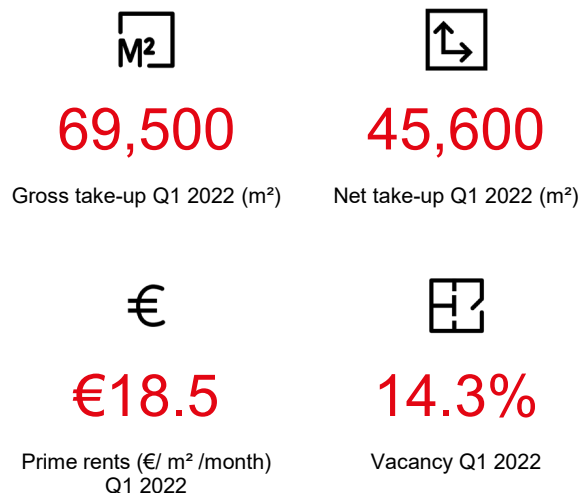 M²
69,500
45,600
Gross take-up Q1 2022 (m²)
Net take-up Q1 2022 (m²)
€
€18.5
14.3%
Prime rents (€/ m² /month)
Q1 2022
Vacancy Q1 2022